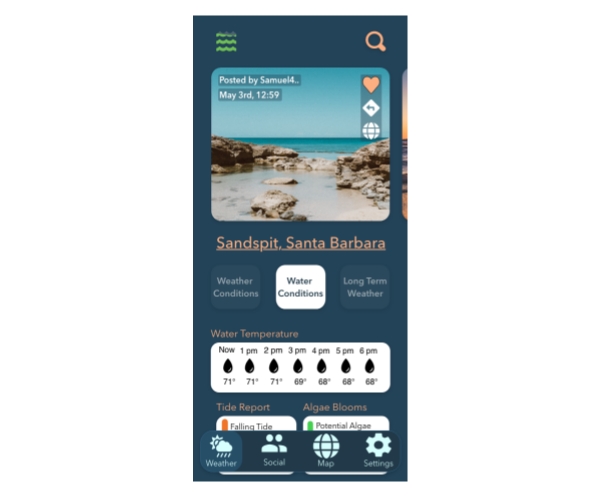 Posted by Samuel4..
May 3rd, 12:59
Sandspit, Santa Barbara
Weather
Conditions
Water
Conditions
Long Term
Weather
Water Temperature
Now 1 pm 2 pm 3 pm 4 pm 5 pm 6 pm
71° 71° 71° 69° 68° 68° 68°
Tide Report
Algae Blooms
Falling Tide
Potential Algae
Weather
Social
Map
Settings